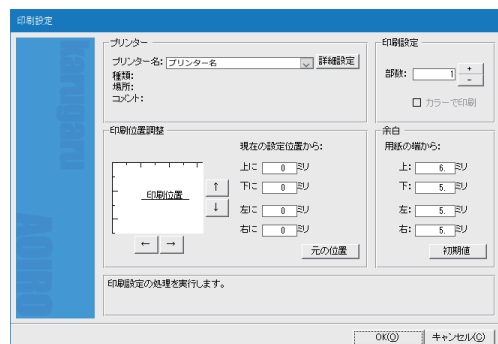 印刷設定
karugaru
AOIRO
プリンター
プリンター名: プリンター名 詳細設定
種類:
場所:
コメント:
印刷設定
部数: 1 + -
カラーで印刷
印刷位置調整
印刷位置
↑
↓
← →
現在の設定位置から:
上に 0 ミリ
下に 0 ミリ
左に 0 ミリ
右に 0 ミリ
元の位置
余白
用紙の端から:
上: 6. ミリ
下: 5. ミリ
左: 5. ミリ
右: 5. ミリ
初期値
印刷設定の処理を実行します。
OK(O) キャンセル(C)